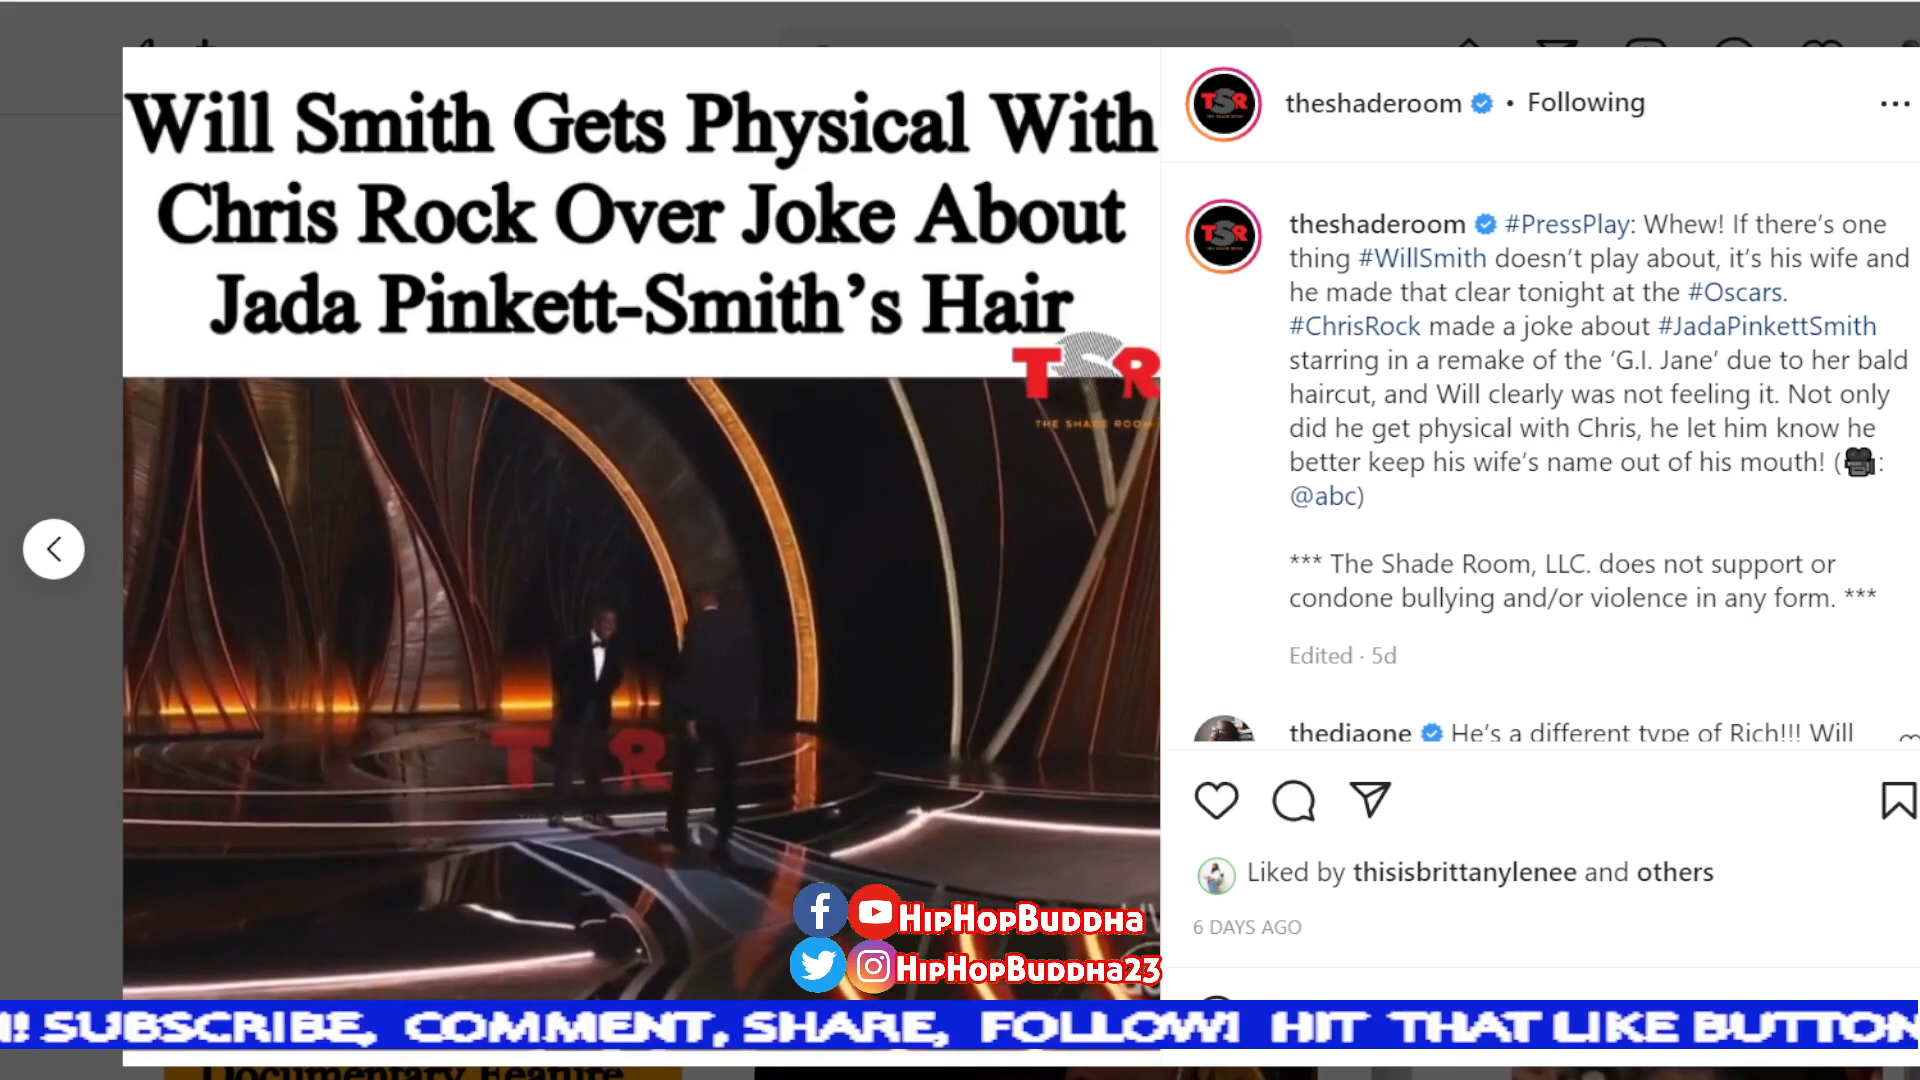 Will Smith Gets Physical With
Chris Rock Over Joke About
Jada Pinkett-Smith’s Hair
TSR
THE SHADE ROOM
T R
HipHopBuddha
HipHopBuddha23
theshaderoom • Following
theshaderoom #PressPlay: Whew! If there’s one
thing #WillSmith doesn’t play about, it’s his wife and
he made that clear tonight at the #Oscars.
#ChrisRock made a joke about #JadaPinkettSmith
starring in a remake of the ‘G.I. Jane’ due to her bald
haircut, and Will clearly was not feeling it. Not only
did he get physical with Chris, he let him know he
better keep his wife’s name out of his mouth! (🎥:
@abc)
*** The Shade Room, LLC. does not support or
condone bullying and/or violence in any form. ***
Edited · 5d
thediaone He’s a different type of Rich!!! Will
Liked by thisisbrittanylenee and others
6 DAYS AGO
! SUBSCRIBE, COMMENT, SHARE, FOLLOW! HIT THAT LIKE BUTTON
Documentary Feature